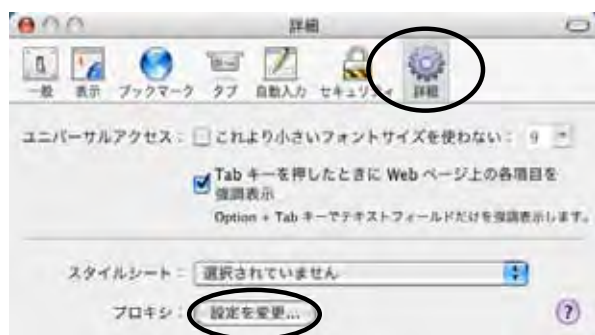 詳細
一般 表示 ブックマーク タブ 自動入力 セキュリティ 詳細
ユニバーサルアクセス： これより小さいフォントサイズを使わない： 9
Tab キーを押したときに Web ページ上の各項目を
強調表示
Option + Tab キーでテキストフィールドだけを強調表示します。
スタイルシート： 選択されていません
プロキシ： 設定を変更... ?